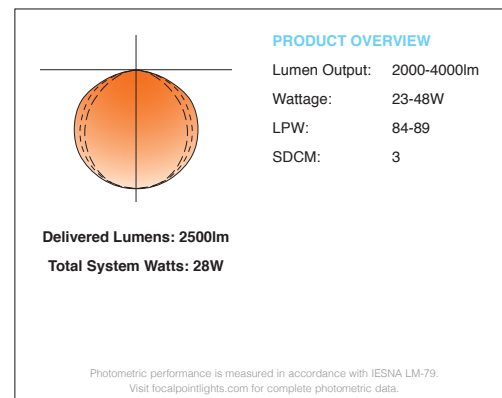 PRODUCT OVERVIEW
Lumen Output: 2000-4000lm
Wattage: 23-48W
LPW: 84-89
SDCM: 3
Delivered Lumens: 2500lm
Total System Watts: 28W
Photometric performance is measured in accordance with IESNA LM-79.
Visit focalpointlights.com for complete photometric data.